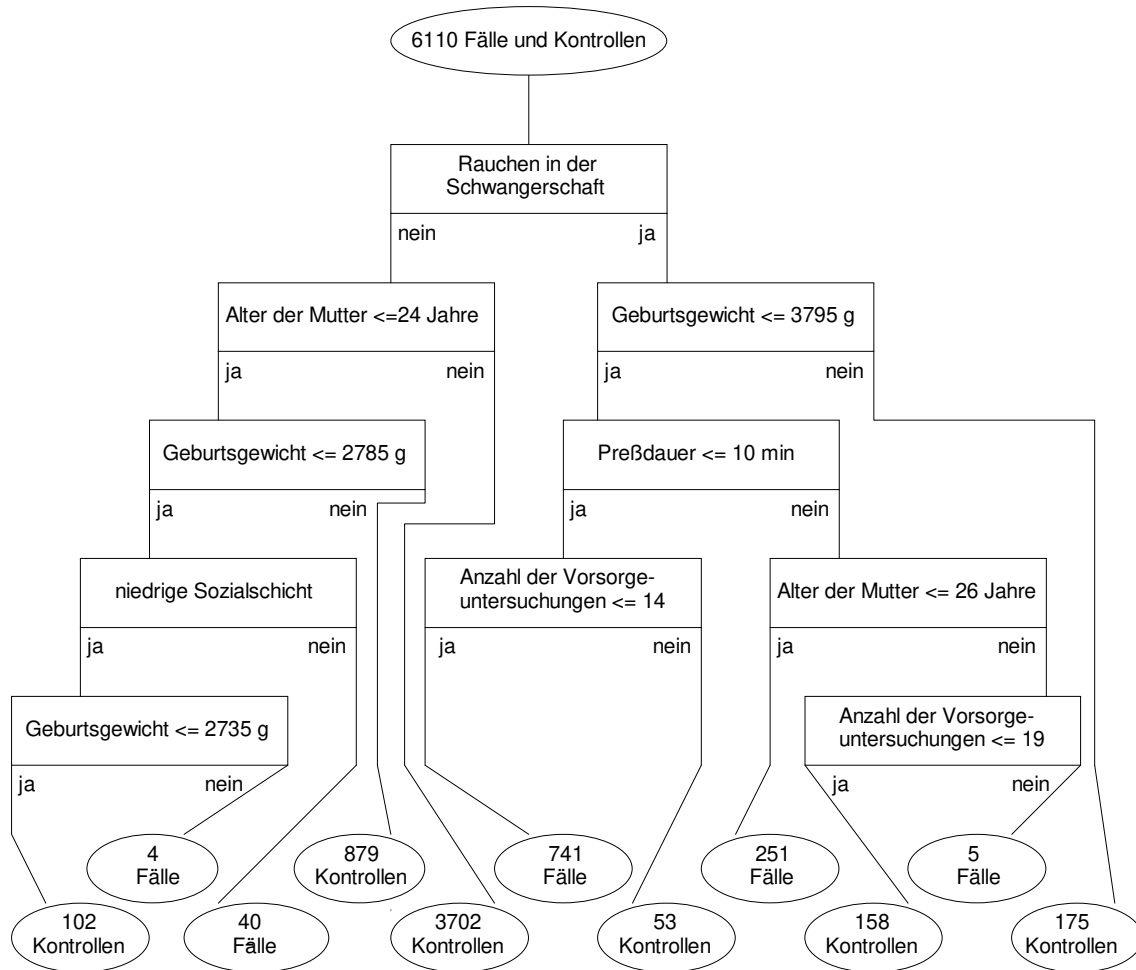 6110 Fälle und Kontrollen
Rauchen in der
Schwangerschaft
nein ja
Alter der Mutter <=24 Jahre Geburtsgewicht <= 3795 g
ja nein ja nein
Geburtsgewicht <= 2785 g Preßdauer <= 10 min
ja nein ja nein
niedrige Sozialschicht
Anzahl der Vorsorge-
untersuchungen <= 14
Alter der Mutter <= 26 Jahre
ja nein ja nein ja nein
Geburtsgewicht <= 2735 g
Anzahl der Vorsorge-
untersuchungen <= 19
ja nein ja nein
4
Fälle
879
Kontrollen
741
Fälle
251
Fälle
5
Fälle
102
Kontrollen
40
Fälle
3702
Kontrollen
53
Kontrollen
158
Kontrollen
175
Kontrollen